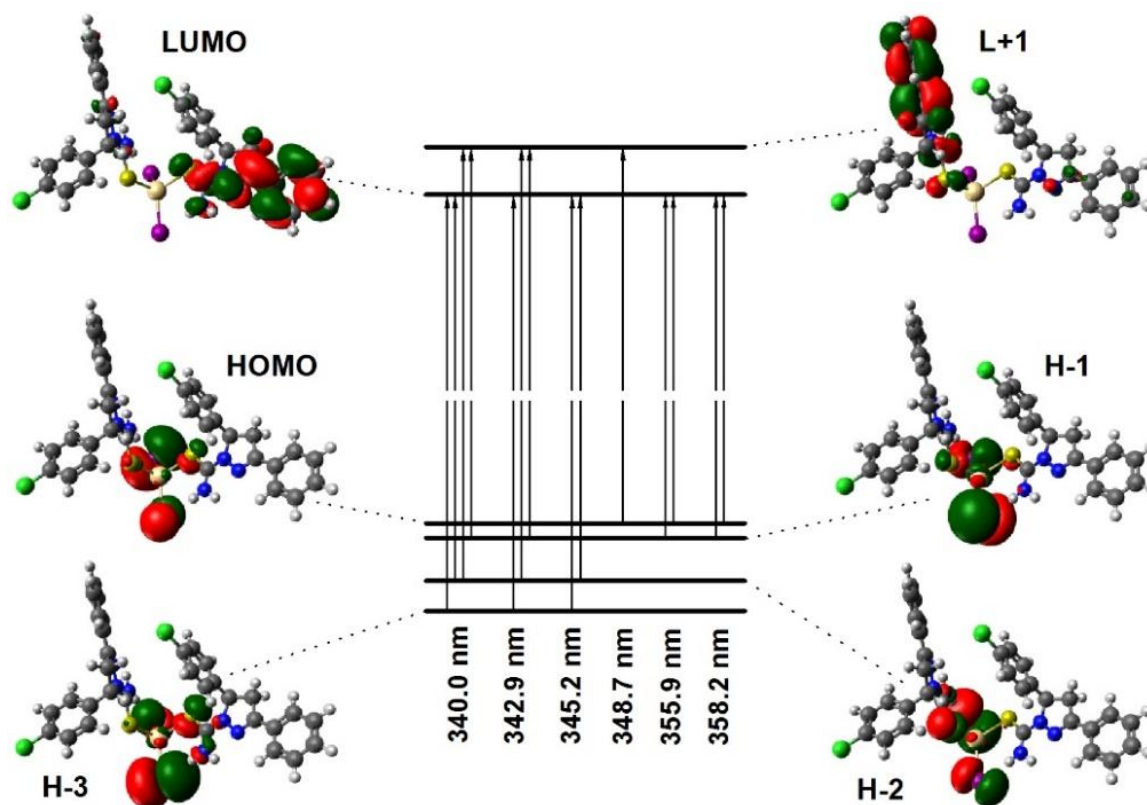 LUMO
L+1
HOMO
H-1
H-3
H-2
340.0 nm
342.9 nm
345.2 nm
348.7 nm
355.9 nm
358.2 nm